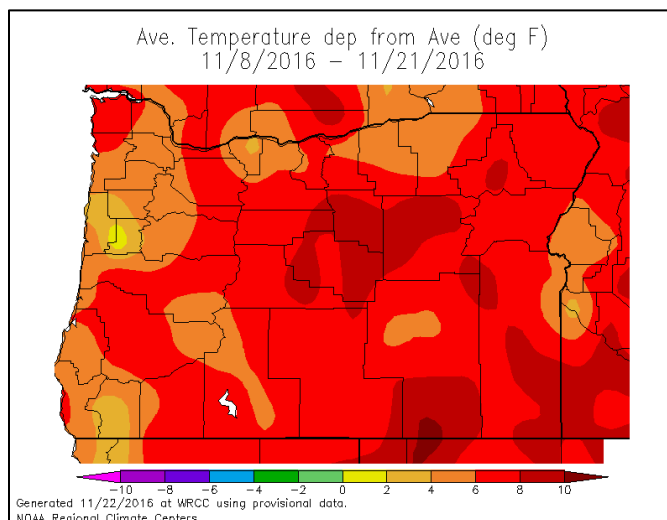 Ave. Temperature dep from Ave (deg F)
11/8/2016 – 11/21/2016
-10 -8 -6 -4 -2 0 2 4 6 8 10
Generated 11/22/2016 at WRCC using provisional data.
NOAA Regional Climate Centers